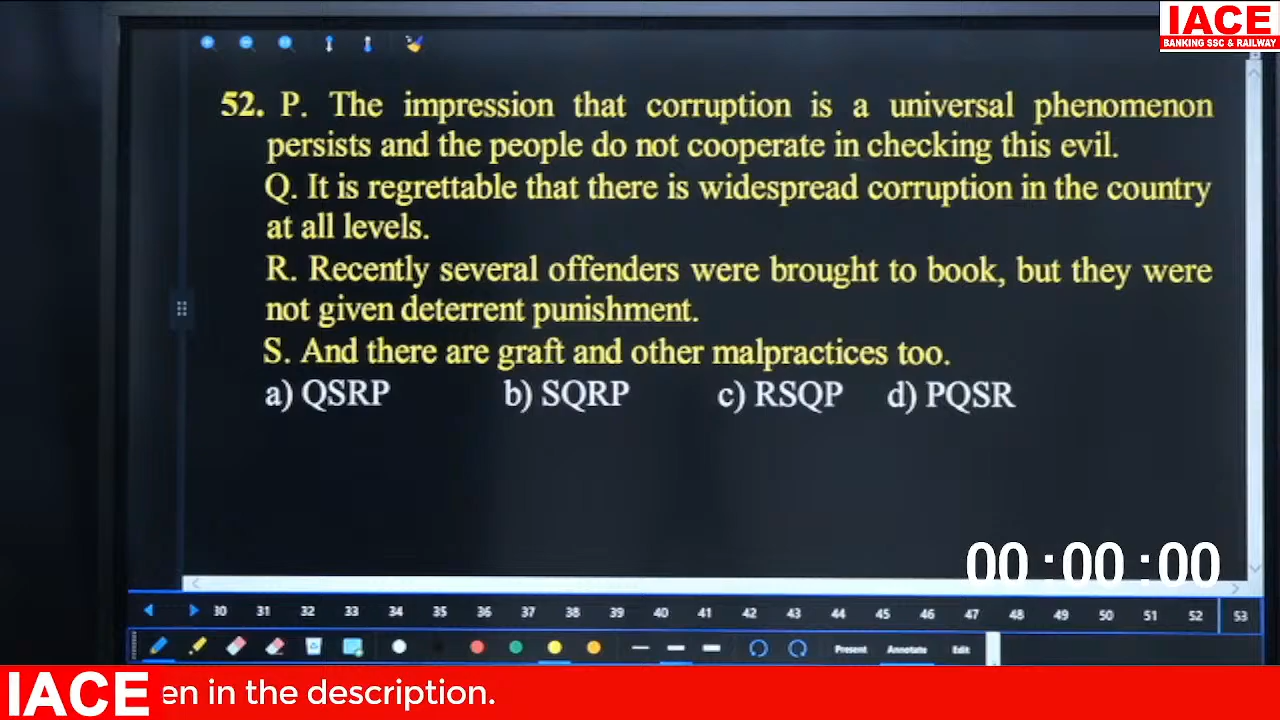 IACE
BANKING SSC & RAILWAY
52. P. The impression that corruption is a universal phenomenon
persists and the people do not cooperate in checking this evil.
Q. It is regrettable that there is widespread corruption in the country
at all levels.
R. Recently several offenders were brought to book, but they were
not given deterrent punishment.
S. And there are graft and other malpractices too.
a) QSRP b) SQRP c) RSQP d) PQSR
00:00:00
30 31 32 33 34 35 36 37 38 39 40 41 42 43 44 45 46 47 48 49 50 51 52 53
Present Annotate Edit
IACE en in the description.